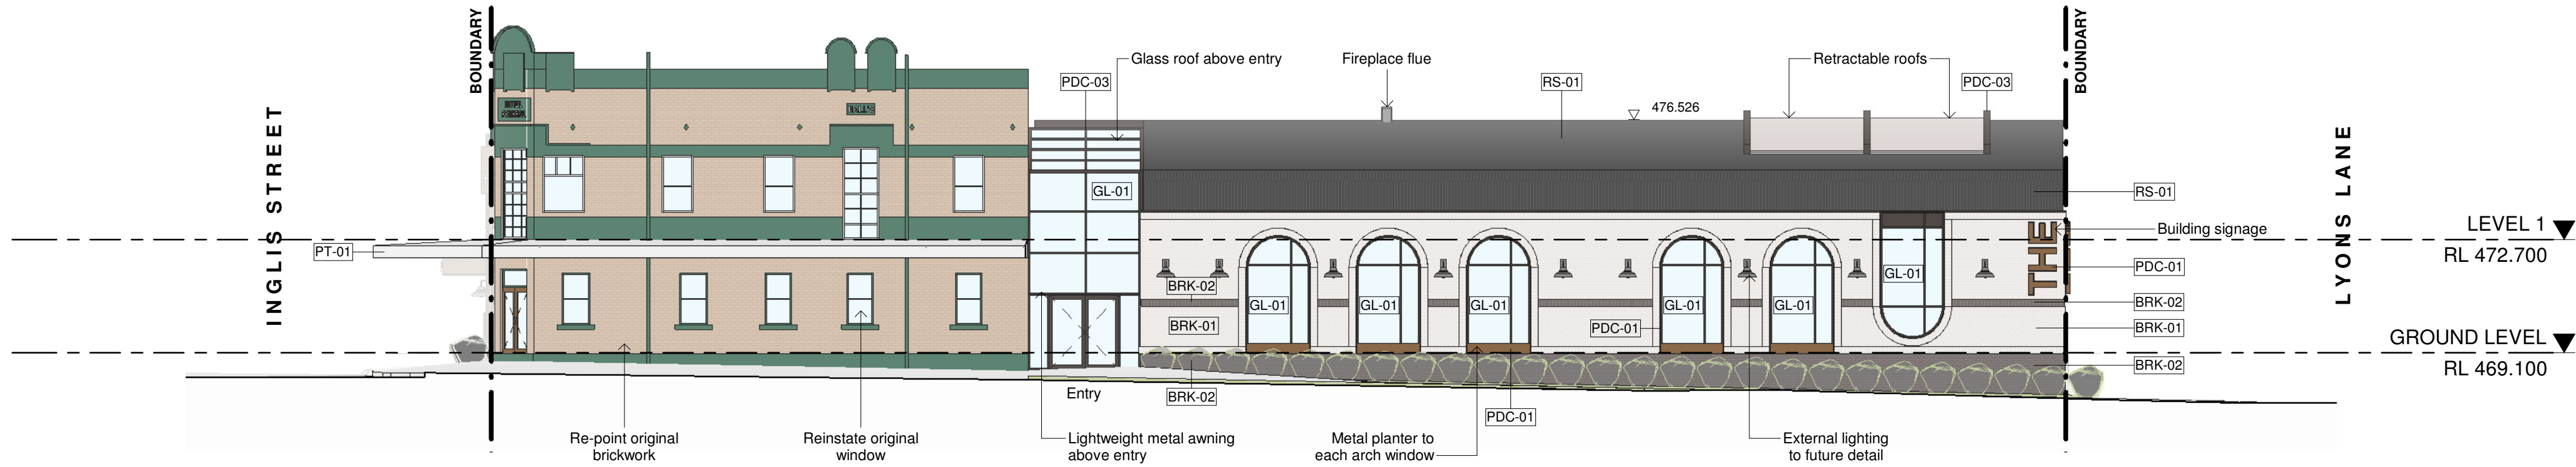 BOUNDARY
BOUNDARY
INGLIS STREET
LYONS LANE
Glass roof above entry
Fireplace flue
Retractable roofs
PDC-03
RS-01
PDC-03
476.526
GL-01
RS-01
PT-01
THE
Building signage
LEVEL 1
RL 472.700
PDC-01
GL-01
BRK-02
GL-01
GL-01
GL-01
GL-01
GL-01
BRK-02
BRK-01
PDC-01
BRK-01
GROUND LEVEL
RL 469.100
BRK-02
Entry
BRK-02
PDC-01
Re-point original
brickwork
Reinstate original
window
Lightweight metal awning
above entry
Metal planter to
each arch window
External lighting
to future detail